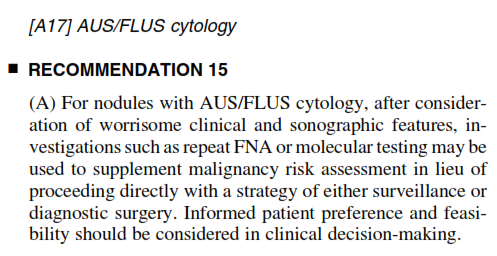 [A17] AUS/FLUS cytology
■ RECOMMENDATION 15
(A) For nodules with AUS/FLUS cytology, after consider-
ation of worrisome clinical and sonographic features, in-
vestigations such as repeat FNA or molecular testing may be
used to supplement malignancy risk assessment in lieu of
proceeding directly with a strategy of either surveillance or
diagnostic surgery. Informed patient preference and feasi-
bility should be considered in clinical decision-making.